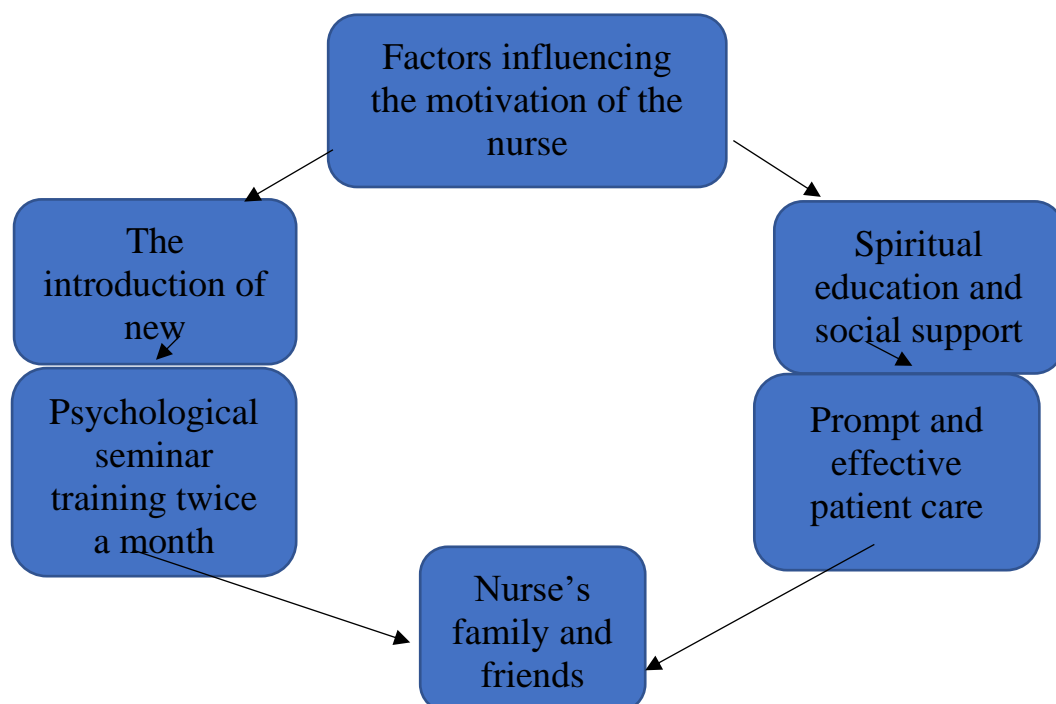 Factors influencing
the motivation of the
nurse
The
introduction of
new
Spiritual
education and
social support
Psychological
seminar
training twice
a month
Prompt and
effective
patient care
Nurse’s
family and
friends